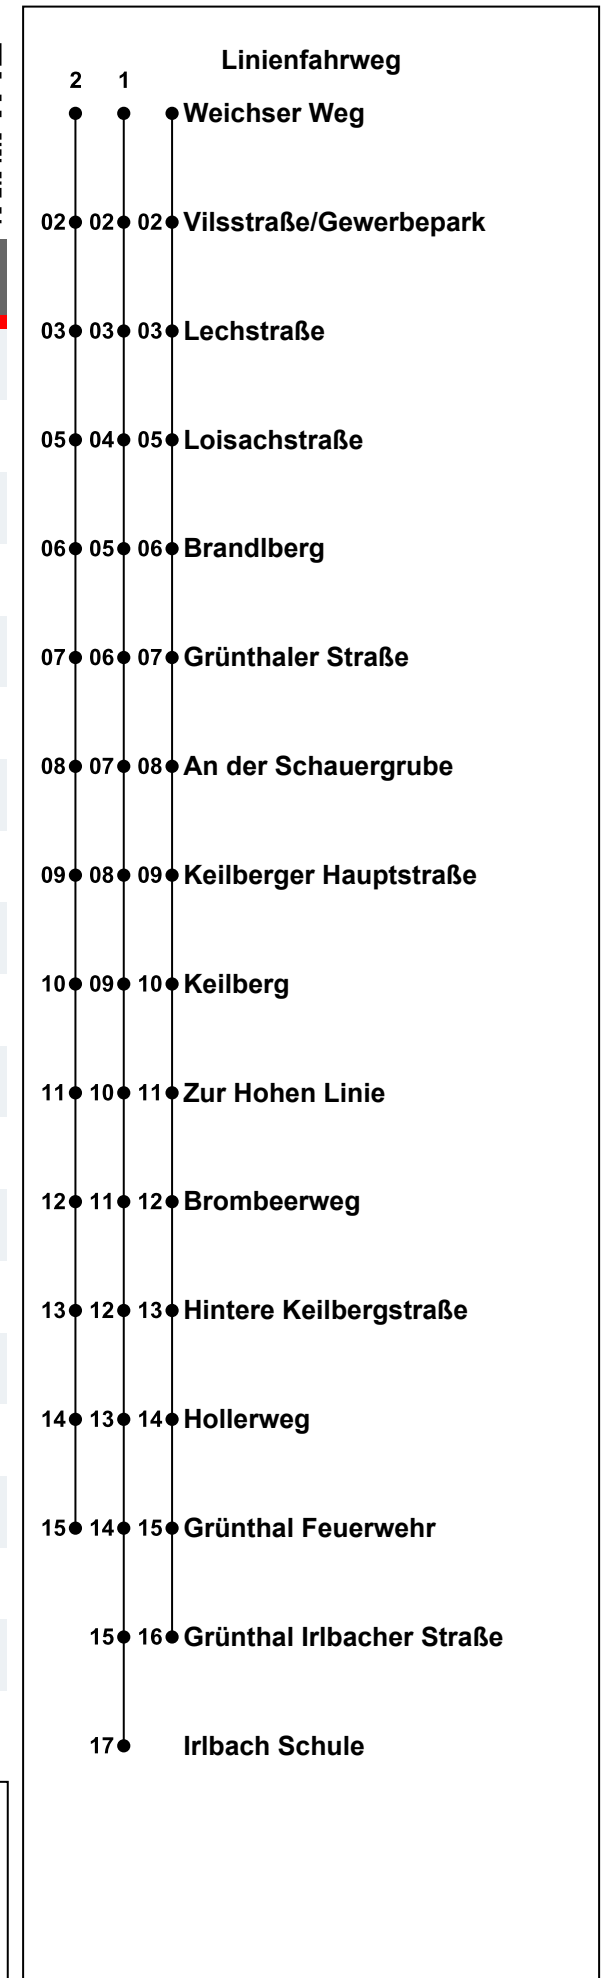 Linienfahrweg
2 1
Weichser Weg
02 02 02 Vilsstraße/Gewerbepark
03 03 03 Lechstraße
05 04 05 Loisachstraße
06 05 06 Brandlberg
07 06 07 Grünthaler Straße
08 07 08 An der Schauergrube
09 08 09 Keilberger Hauptstraße
10 09 10 Keilberg
11 10 11 Zur Hohen Linie
12 11 12 Brombeerweg
13 12 13 Hintere Keilbergstraße
14 13 14 Hollerweg
15 14 15 Grünthal Feuerwehr
15 16 Grünthal Irlbacher Straße
17 Irlbach Schule